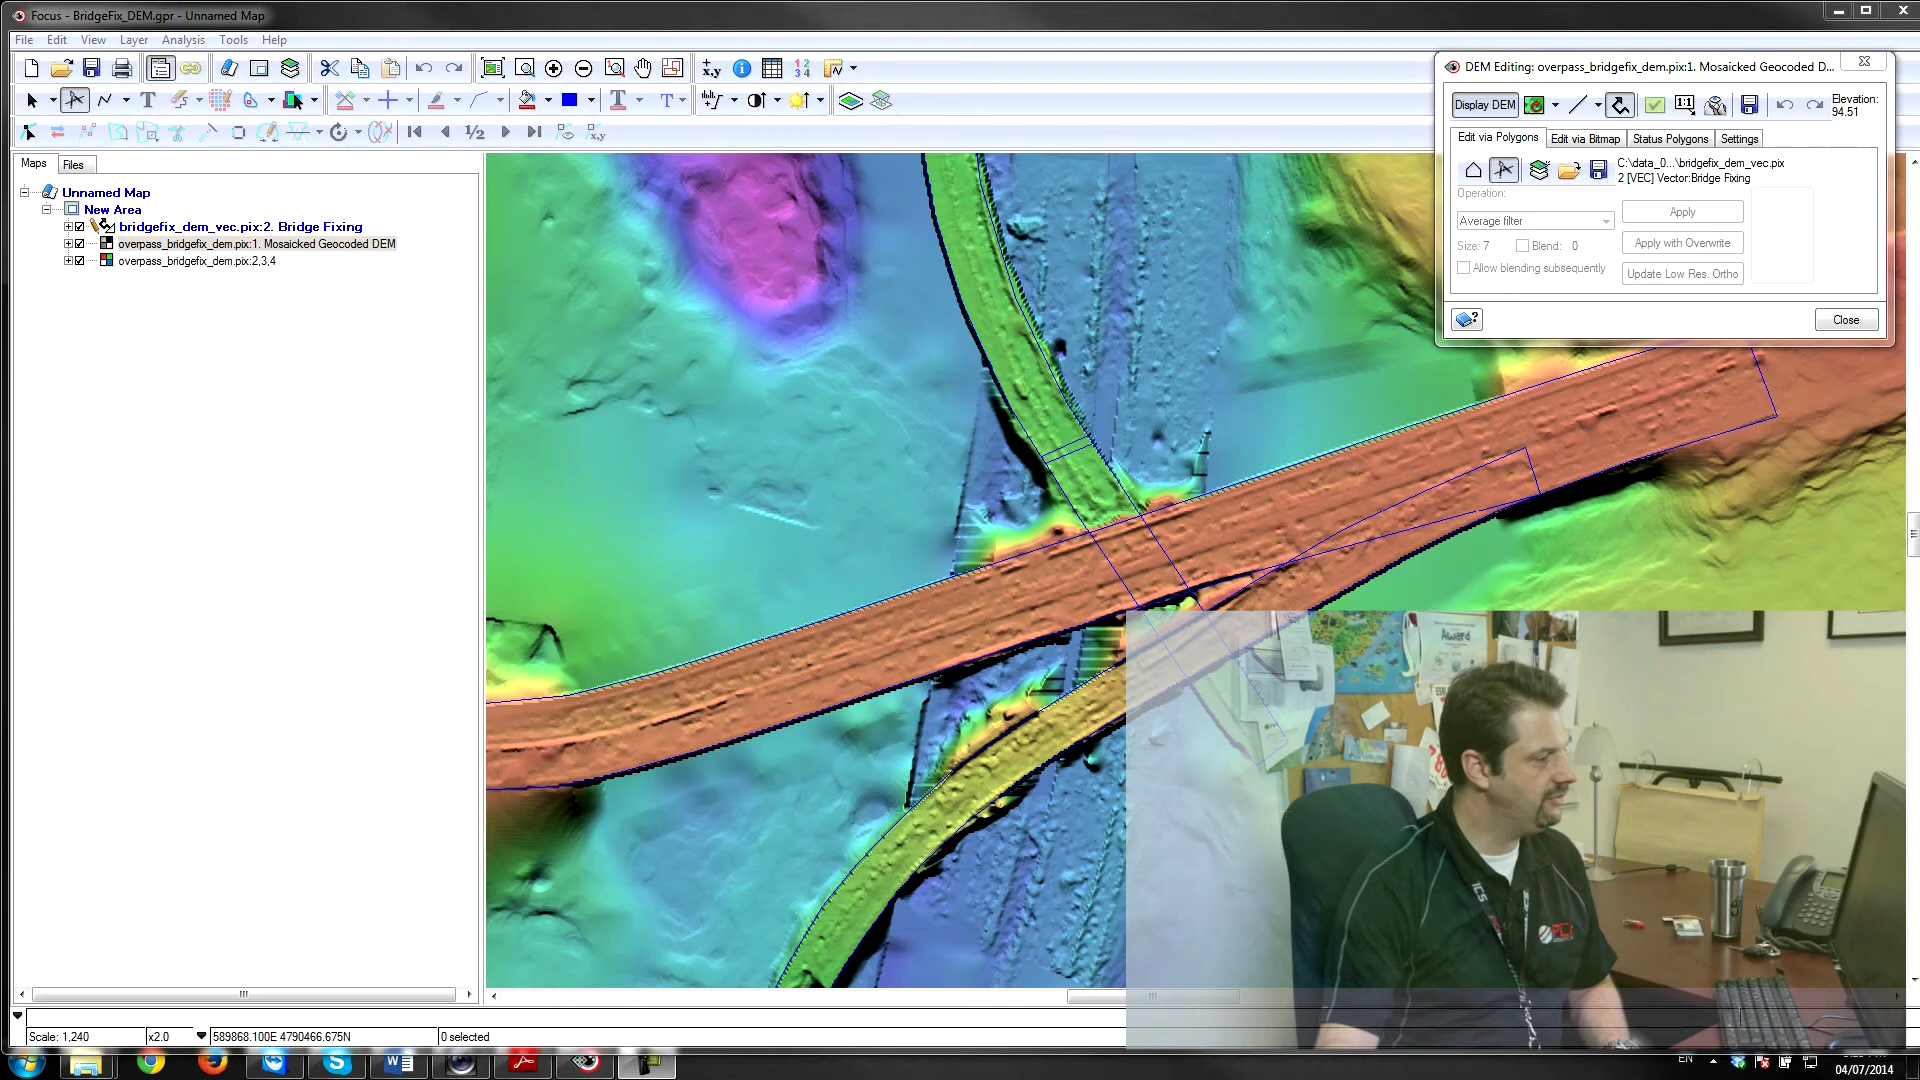 Focus - BridgeFix_DEM.gpr - Unnamed Map
File Edit View Layer Analysis Tools Help
Maps
Files
Unnamed Map
New Area
bridgefix_dem_vec.pix:2. Bridge Fixing
overpass_bridgefix_dem.pix:1. Mosaicked Geocoded DEM
overpass_bridgefix_dem.pix:2,3,4
DEM Editing: overpass_bridgefix_dem.pix:1. Mosaicked Geocoded D...
Display DEM
1:1
Elevation:
94.51
Edit via Polygons
Edit via Bitmap
Status Polygons
Settings
C:\data_0...\bridgefix_dem_vec.pix
2 [VEC] Vector:Bridge Fixing
Operation:
Average filter
Apply
Size: 7
Blend: 0
Apply with Overwrite
Allow blending subsequently
Update Low Res. Ortho
Close
Award
PCI
Scale: 1,240
x2.0
589868.100E 4790466.675N
0 selected
EN
04/07/2014